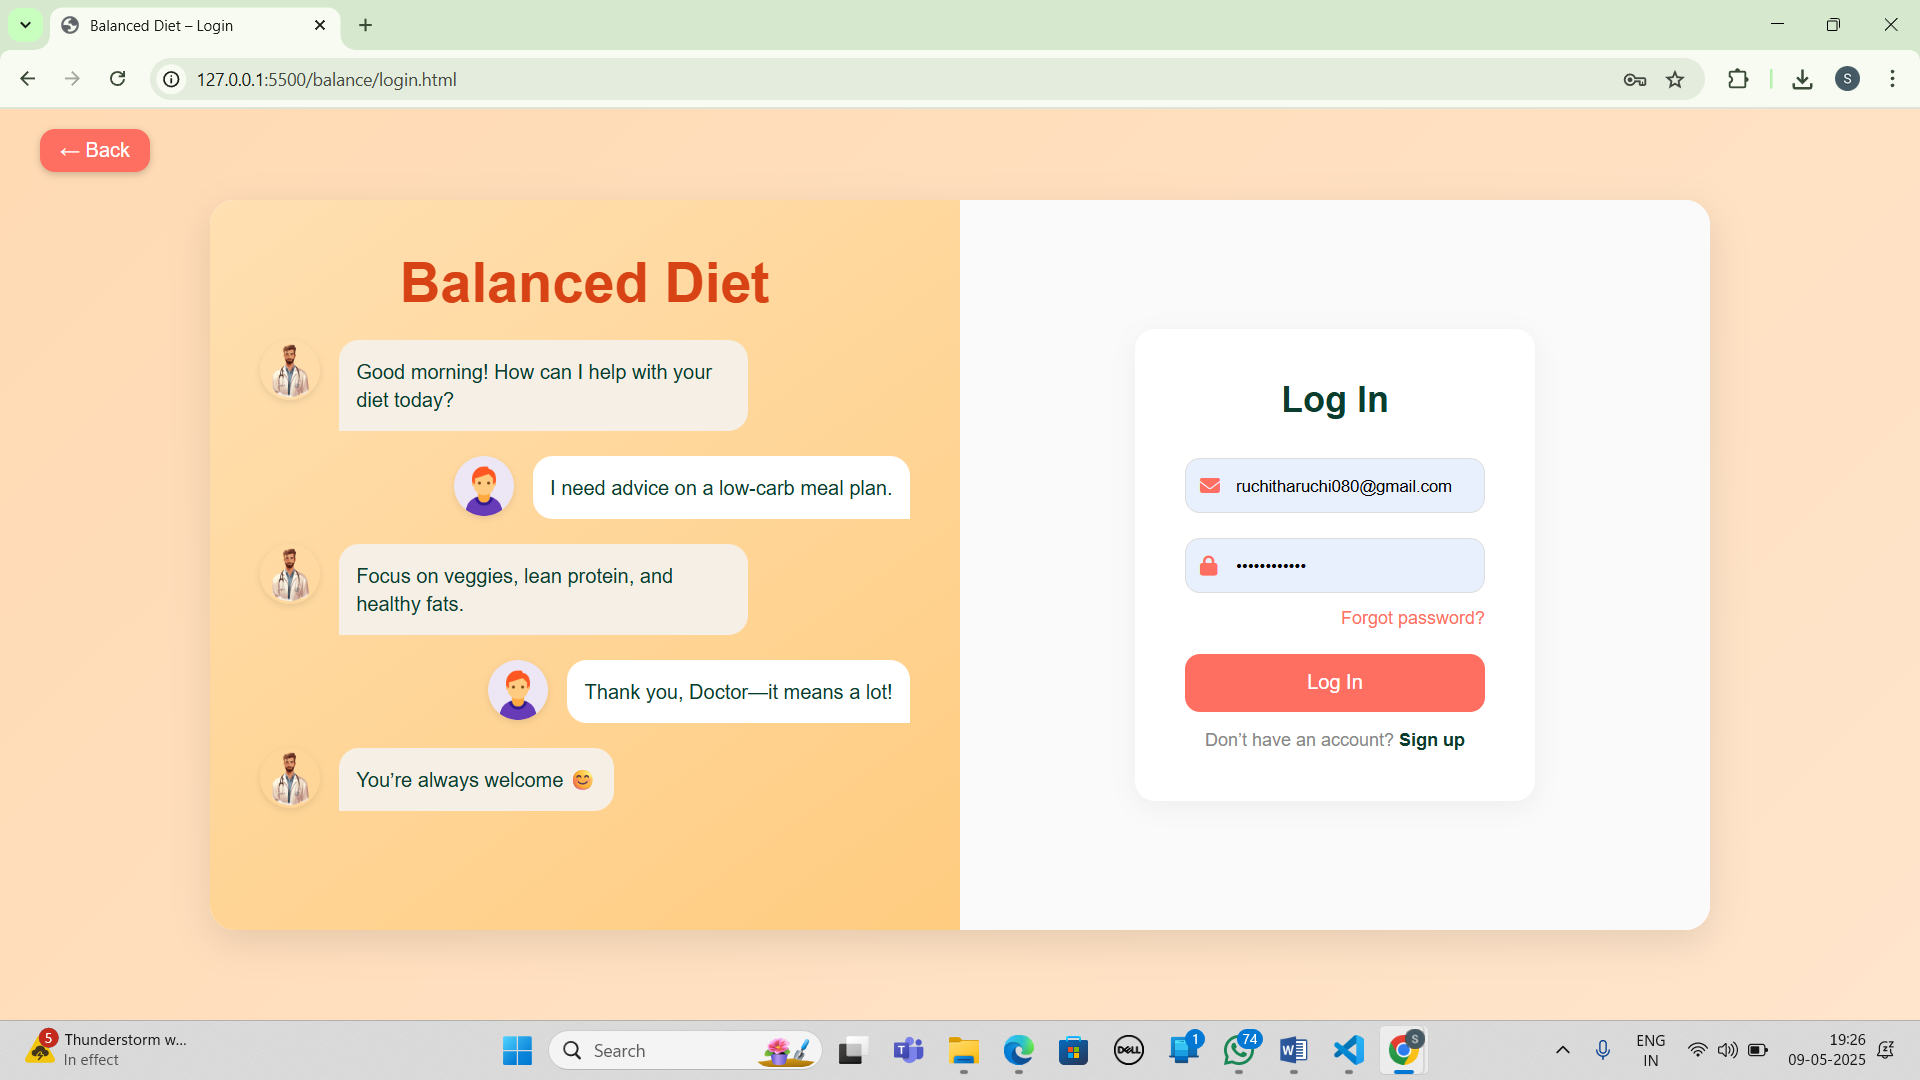 Balanced Diet – Login
127.0.0.1:5500/balance/login.html
S
← Back
Balanced Diet
Good morning! How can I help with your
diet today?
I need advice on a low-carb meal plan.
Focus on veggies, lean protein, and
healthy fats.
Thank you, Doctor—it means a lot!
You’re always welcome 😊
Log In
ruchitharuchi080@gmail.com
••••••••••••
Forgot password?
Log In
Don’t have an account? Sign up
5
Thunderstorm w...
In effect
Search
T
DELL
1
74
W
S
ENG
IN
19:26
09-05-2025